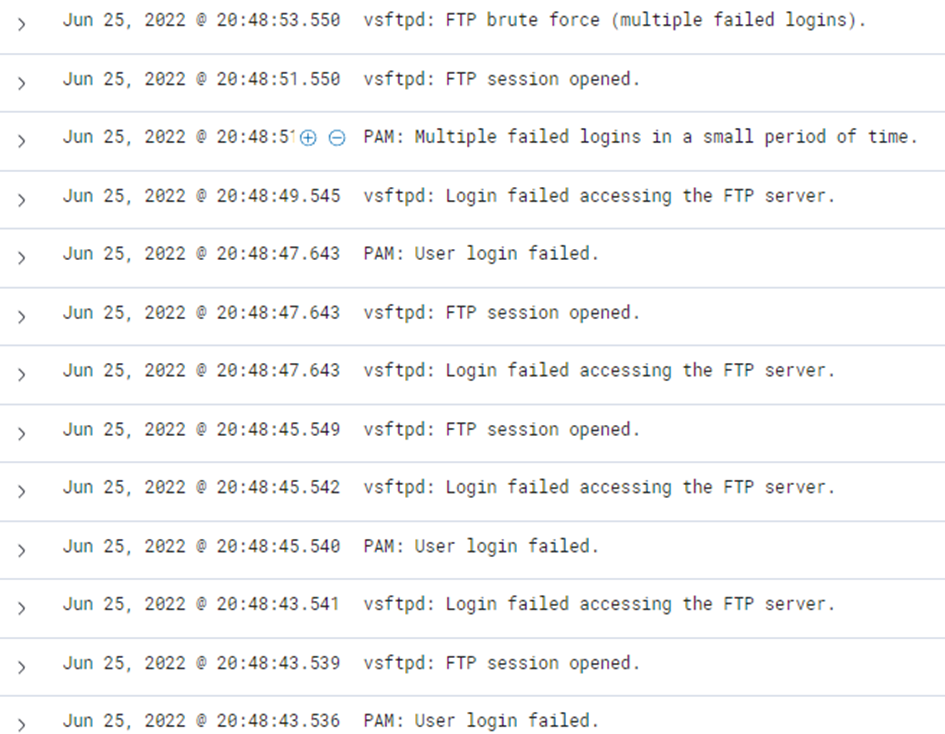 Jun 25, 2022 @ 20:48:53.550 vsftpd: FTP brute force (multiple failed logins).
Jun 25, 2022 @ 20:48:51.550 vsftpd: FTP session opened.
Jun 25, 2022 @ 20:48:51 PAM: Multiple failed logins in a small period of time.
Jun 25, 2022 @ 20:48:49.545 vsftpd: Login failed accessing the FTP server.
Jun 25, 2022 @ 20:48:47.643 PAM: User login failed.
Jun 25, 2022 @ 20:48:47.643 vsftpd: FTP session opened.
Jun 25, 2022 @ 20:48:47.643 vsftpd: Login failed accessing the FTP server.
Jun 25, 2022 @ 20:48:45.549 vsftpd: FTP session opened.
Jun 25, 2022 @ 20:48:45.542 vsftpd: Login failed accessing the FTP server.
Jun 25, 2022 @ 20:48:45.540 PAM: User login failed.
Jun 25, 2022 @ 20:48:43.541 vsftpd: Login failed accessing the FTP server.
Jun 25, 2022 @ 20:48:43.539 vsftpd: FTP session opened.
Jun 25, 2022 @ 20:48:43.536 PAM: User login failed.